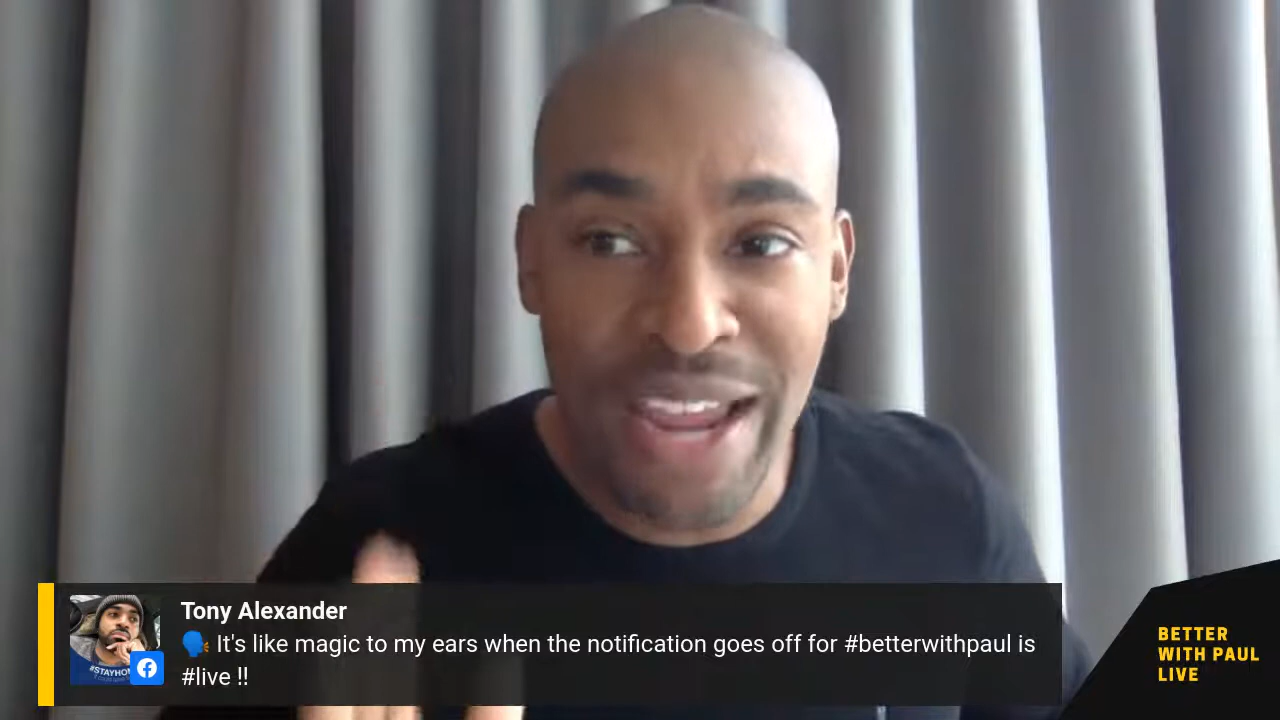 Tony Alexander
🗣️ It's like magic to my ears when the notification goes off for #betterwithpaul is
#live !!
#STAYHOM
BETTER
WITH PAUL
LIVE